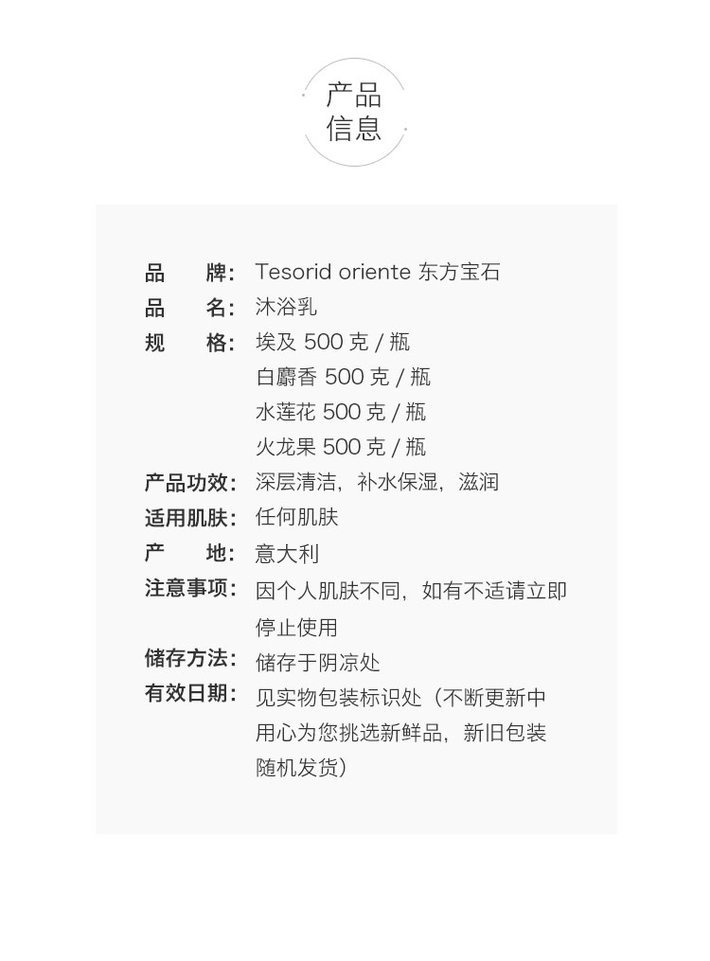 产品
信息
品 牌： Tesorid oriente 东方宝石
品 名： 沐浴乳
规 格： 埃及 500 克 / 瓶
白麝香 500 克 / 瓶
水莲花 500 克 / 瓶
火龙果 500 克 / 瓶
产品功效： 深层清洁，补水保湿，滋润
适用肌肤： 任何肌肤
产 地： 意大利
注意事项： 因个人肌肤不同，如有不适请立即
停止使用
储存方法： 储存于阴凉处
有效日期： 见实物包装标识处（不断更新中
用心为您挑选新鲜品，新旧包装
随机发货）